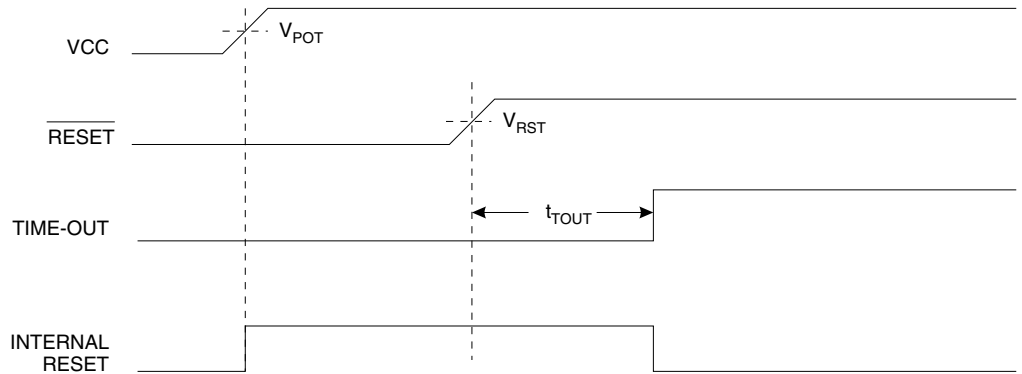 VCC
V_POT
RESET
V_RST
TIME-OUT
t_TOUT
INTERNAL
RESET